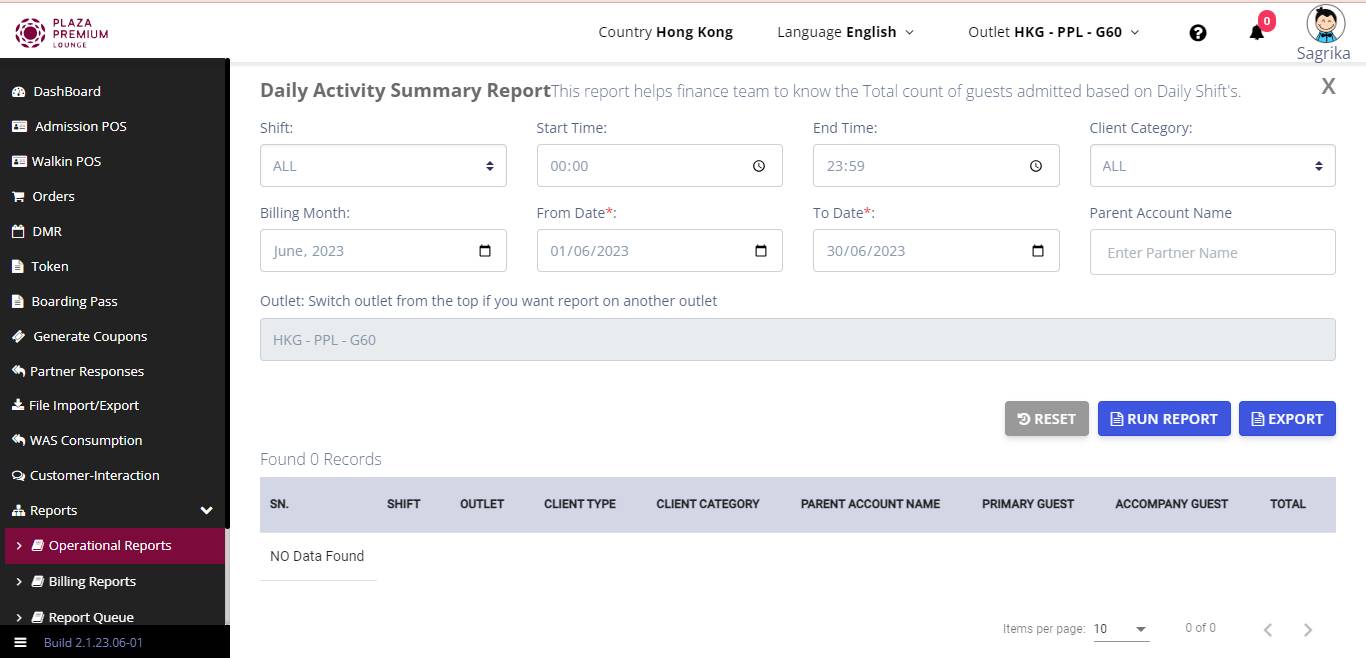 PLAZA
PREMIUM
LOUNGE
Country Hong Kong
Language English
Outlet HKG - PPL - G60
0
Sagrika
DashBoard
Admission POS
Walkin POS
Orders
DMR
Token
Boarding Pass
Generate Coupons
Partner Responses
File Import/Export
WAS Consumption
Customer-Interaction
Reports
Operational Reports
Billing Reports
Report Queue
Build 2.1.23.06-01
Daily Activity Summary ReportThis report helps finance team to know the Total count of guests admitted based on Daily Shift's.
X
Shift:
Start Time:
End Time:
Client Category:
ALL
00:00
23:59
ALL
Billing Month:
From Date*:
To Date*:
Parent Account Name
June, 2023
01/06/2023
30/06/2023
Enter Partner Name
Outlet: Switch outlet from the top if you want report on another outlet
HKG - PPL - G60
RESET
RUN REPORT
EXPORT
Found 0 Records
SN. SHIFT OUTLET CLIENT TYPE CLIENT CATEGORY PARENT ACCOUNT NAME PRIMARY GUEST ACCOMPANY GUEST TOTAL
NO Data Found
Items per page: 10 0 of 0